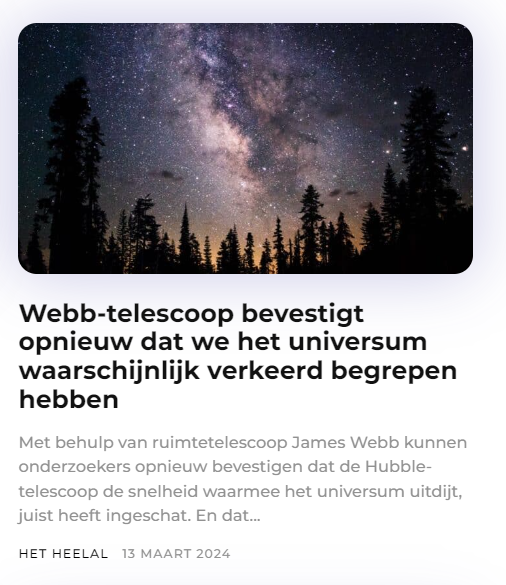 Webb-telescoop bevestigt
opnieuw dat we het universum
waarschijnlijk verkeerd begrepen
hebben
Met behulp van ruimtetelescoop James Webb kunnen
onderzoekers opnieuw bevestigen dat de Hubble-
telescoop de snelheid waarmee het universum uitdijt,
juist heeft ingeschat. En dat...
HET HEELAL 13 MAART 2024